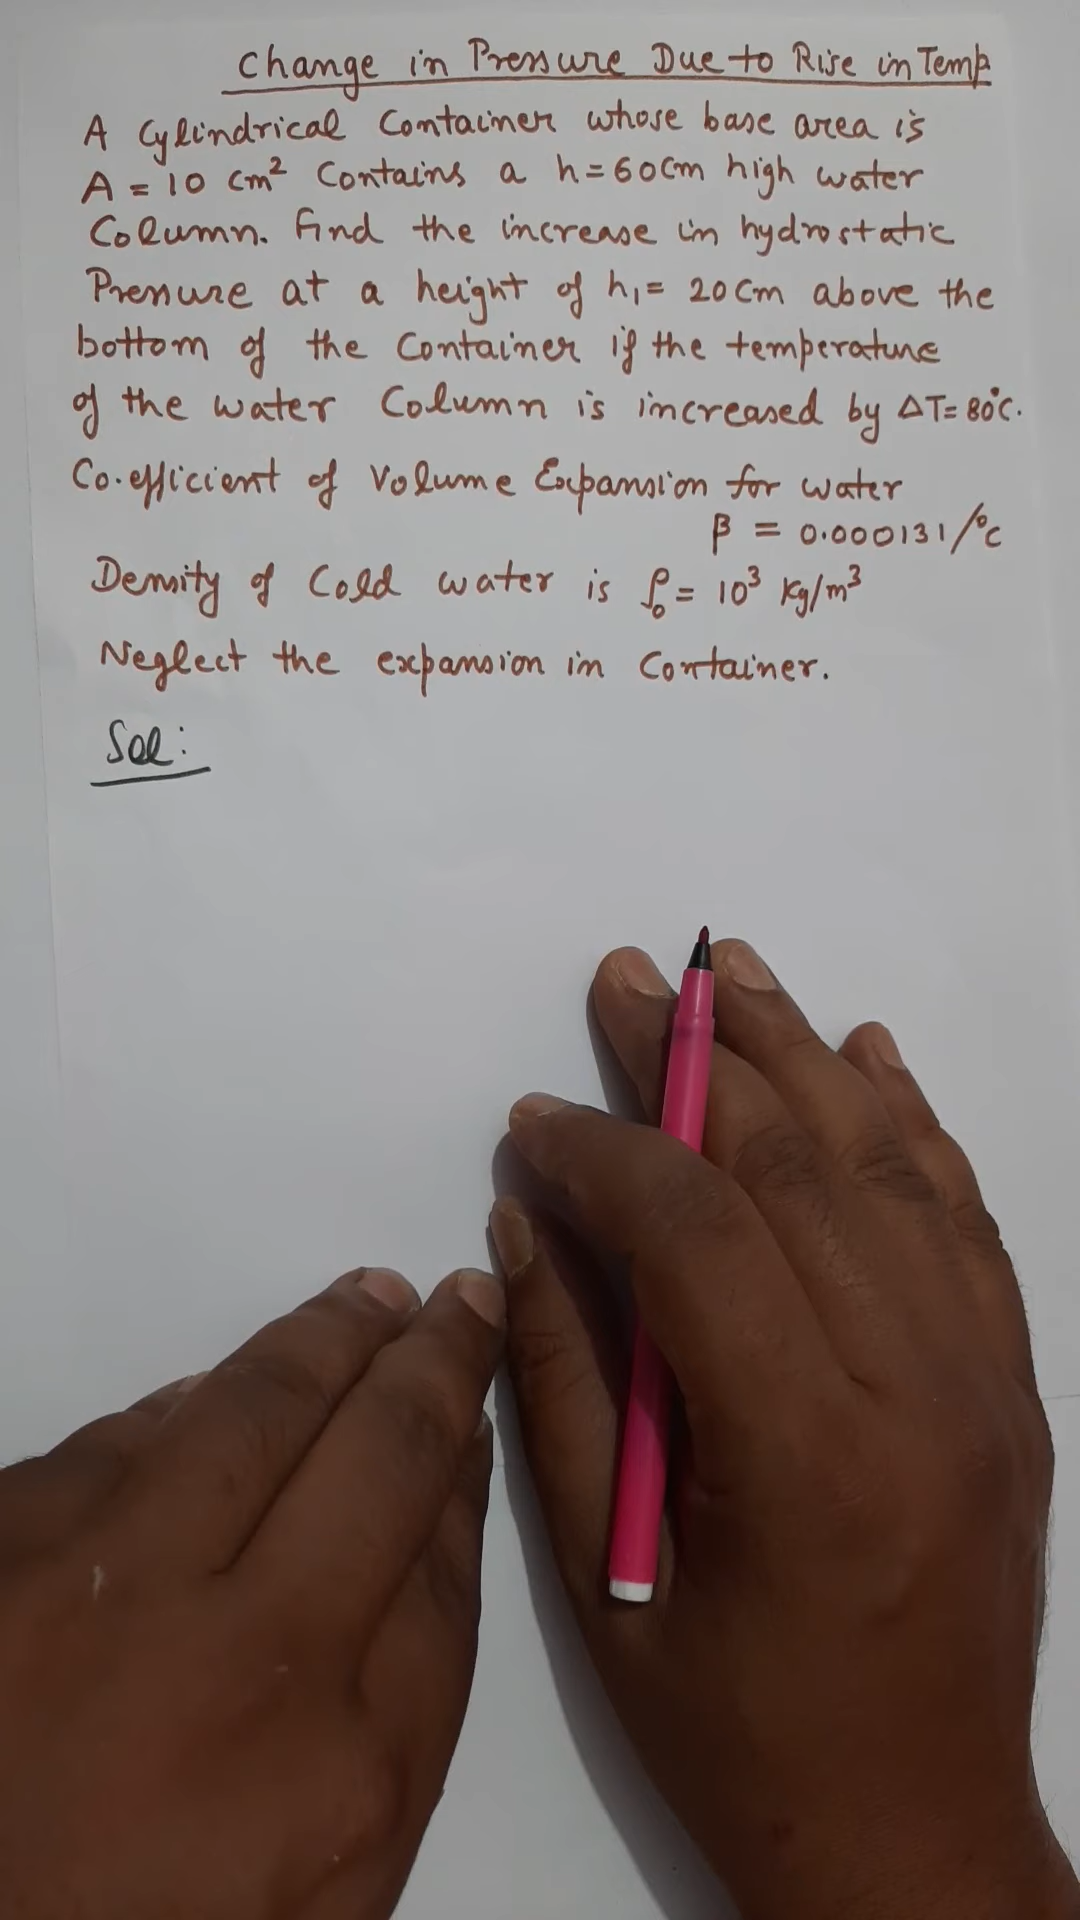 Change in Pressure Due to Rise in Temp
A Cylindrical Container whose base area is
A = 10 cm² Contains a h = 60cm high water
Column. Find the increase in hydrostatic
Pressure at a height of h₁ = 20cm above the
bottom of the Container if the temperature
of the water Column is increased by ΔT = 80°C.
Co.efficient of Volume Expansion for water
β = 0.000131/°C
Density of Cold water is ρ₀ = 10³ Kg/m³
Neglect the expansion in Container.
Sol: